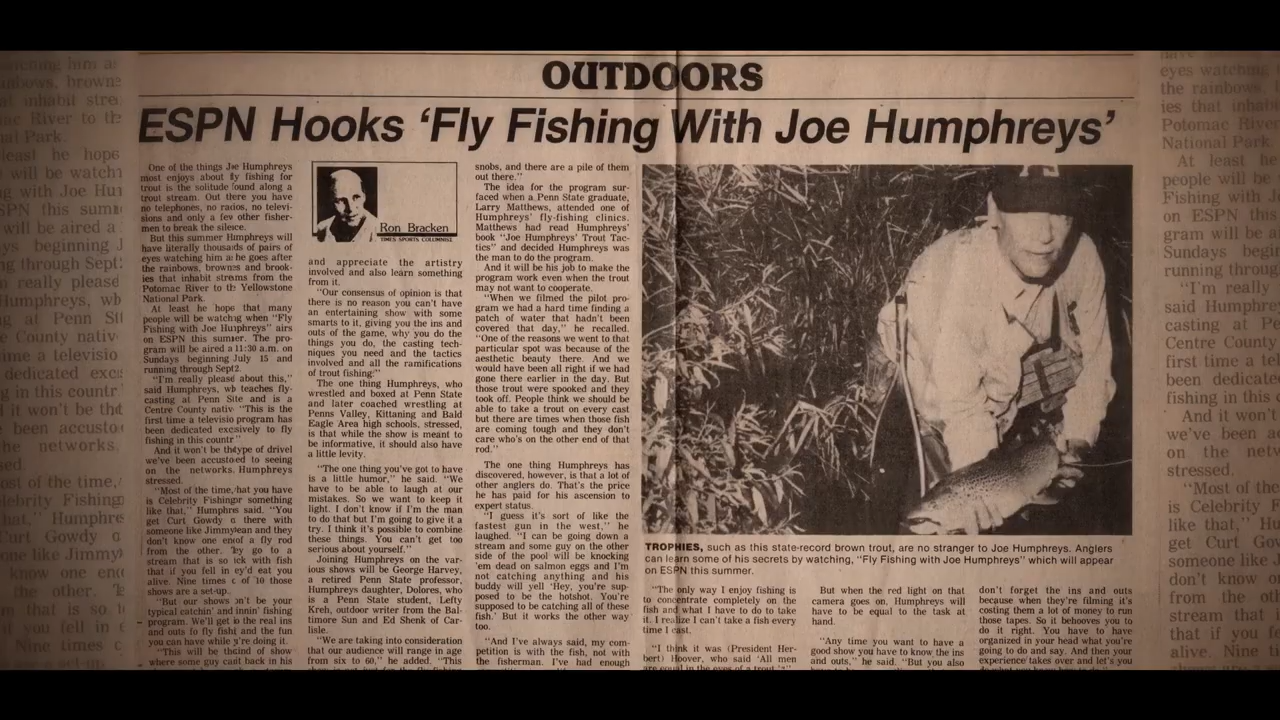 OUTDOORS
ESPN Hooks ‘Fly Fishing With Joe Humphreys’
One of the things Joe Humphreys
most enjoys about fly fishing for
trout is the solitude found along a
trout stream. Out there you have
no telephones, no radios, no televi-
sions and only a few other fisher-
men to break the silence.
But this summer Humphreys will
have literally thousands of pairs of
eyes watching him as he goes after
the rainbows, brownies and brook-
ies that inhabit streams from the
Potomac River to the Yellowstone
National Park.
At least he hope that many
people will be watching when "Fly
Fishing with Joe Humphreys" airs
on ESPN this summer. The pro-
gram will be aired a 11:30 a.m. on
Sundays beginning July 15 and
running through Sept2.
"I'm really please about this,"
said Humphreys, who teaches fly-
casting at Penn State and is a
Centre County native "This is the
first time a television program has
been dedicated exclusively to fly
fishing in this country"
And it won't be the type of drivel
we've been accustomed to seeing
on the networks. Humphreys
stressed.
"Most of the time, what you have
is Celebrity Fishing or something
like that," Humphres said. "You
get Curt Gowdy out there with
someone like Jimmy Dean and they
don't know one end of a fly rod
from the other. They go to a
stream that is so thick with fish
that if you fell in they'd eat you
alive. Nine times out of 10 those
shows are a set-up.
"But our shows won't be your
typical catchin' and grinnin' fishing
program. We'll get to the real ins
and outs to fly fishing and the fun
you can have while you're doing it.
"This will be the kind of show
where some guy can't back in his
Ron Bracken
TIMES SPORTS COLUMNIST
and appreciate the artistry
involved and also learn something
from it.
"Our consensus of opinion is that
there is no reason you can't have
an entertaining show with some
smarts to it, giving you the ins and
outs of the game, why you do the
things you do, the casting tech-
niques you need and the tactics
involved and all the ramifications
of trout fishing."
The one thing Humphreys, who
wrestled and boxed at Penn State
and later coached wrestling at
Penns Valley, Kittaning and Bald
Eagle Area high schools, stressed,
is that while the show is meant to
be informative, it should also have
a little levity.
"The one thing you've got to have
is a little humor," he said. "We
have to be able to laugh at our
mistakes. So we want to keep it
light. I don't know if I'm the man
to do that but I'm going to give it a
try. I think it's possible to combine
these things. You can't get too
serious about yourself."
Joining Humphreys on the var-
ious shows will be George Harvey,
a retired Penn State professor,
Humphreys daughter, Dolores, who
is a Penn State student, Lefty
Kreh, outdoor writer from the Bal-
timore Sun and Ed Shenk of Car-
lisle.
"We are taking into consideration
that our audience will range in age
from six to 60," he added. "This
snobs, and there are a pile of them
out there."
The idea for the program sur-
faced when a Penn State graduate,
Larry Matthews, attended one of
Humphreys' fly-fishing clinics.
Matthews had read Humphreys'
book "Joe Humphreys' Trout Tac-
tics" and decided Humphreys was
the man to do the program.
And it will be his job to make the
program work even when the trout
may not want to cooperate.
"When we filmed the pilot pro-
gram we had a hard time finding a
patch of water that hadn't been
covered that day," he recalled.
"One of the reasons we went to that
particular spot was because of the
aesthetic beauty there. And we
would have been all right if we had
gone there earlier in the day. But
those trout were spooked and they
took off. People think we should be
able to take a trout on every cast
but there are times when those fish
are coming tough and they don't
care who's on the other end of that
rod."
The one thing Humphreys has
discovered, however, is that a lot of
other anglers do. That's the price
he has paid for his ascension to
expert status.
"I guess it's sort of like the
fastest gun in the west," he
laughed. "I can be going down a
stream and some guy on the other
side of the pool will be knocking
'em dead on salmon eggs and I'm
not catching anything and his
buddy will yell 'Hey, you're sup-
posed to be the hotshot. You're
supposed to be catching all of these
fish.' But it works the other way
too.
"And I've always said, my com-
petition is with the fish, not with
the fisherman. I've had enough
TROPHIES, such as this state-record brown trout, are no stranger to Joe Humphreys. Anglers
can learn some of his secrets by watching, "Fly Fishing with Joe Humphreys" which will appear
on ESPN this summer.
"The only way I enjoy fishing is
to concentrate completely on the
fish and what I have to do to take
it. I realize I can't take a fish every
time I cast.
"I think it was (President Her-
bert) Hoover, who said 'All men
are equal in the eyes of a trout.'"
But when the red light on that
camera goes on, Humphreys will
have to be equal to the task at
hand.
"Any time you want to have a
good show you have to know the ins
and outs," he said. "But you also
don't forget the ins and outs
because when they're filming it's
costing them a lot of money to run
those tapes. So it behooves you to
do it right. You have to have
organized in your head what you're
going to do and say. And then your
experience takes over and let's you